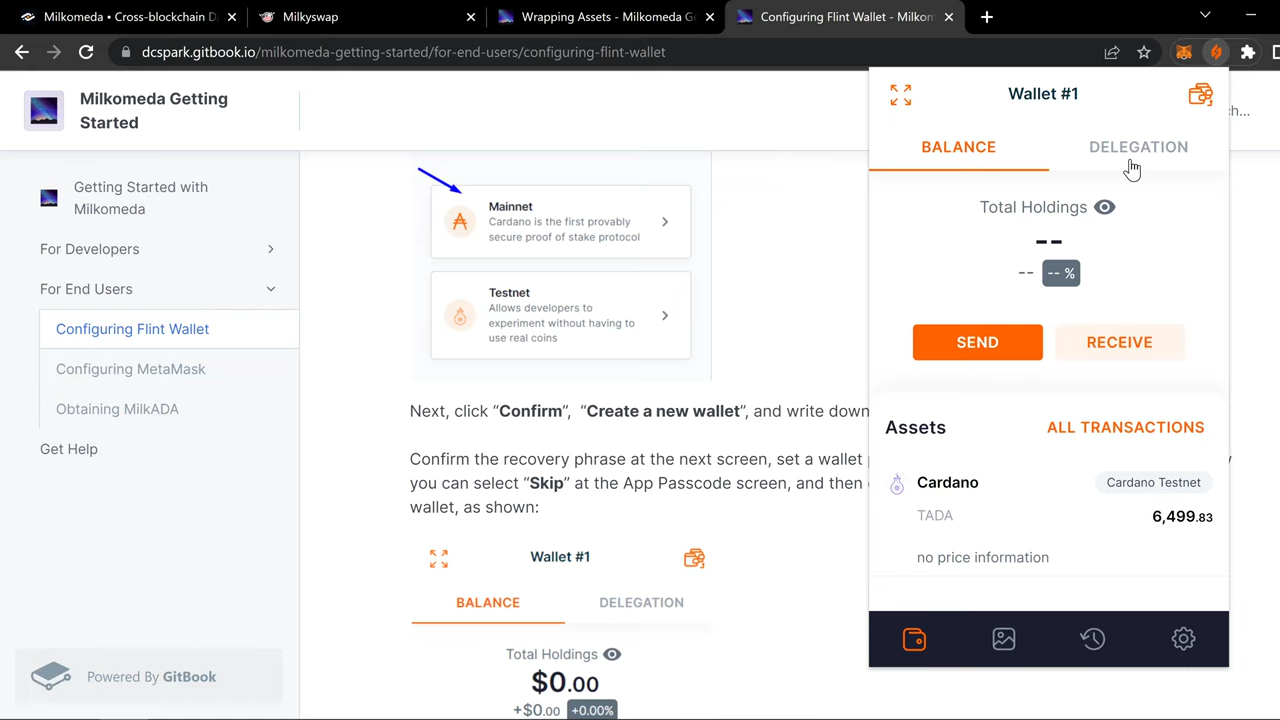 Milkomeda • Cross-blockchain D
Milkyswap
Wrapping Assets - Milkomeda G
Configuring Flint Wallet - Milkom
dcspark.gitbook.io/milkomeda-getting-started/for-end-users/configuring-flint-wallet
Milkomeda Getting
Started
ch...
Getting Started with
Milkomeda
For Developers
For End Users
Configuring Flint Wallet
Configuring MetaMask
Obtaining MilkADA
Get Help
Powered By GitBook
Mainnet
Cardano is the first provably
secure proof of stake protocol
Testnet
Allows developers to
experiment without having to
use real coins
Next, click “Confirm”, “Create a new wallet”, and write down
Confirm the recovery phrase at the next screen, set a wallet
you can select “Skip” at the App Passcode screen, and then
wallet, as shown:
Wallet #1
BALANCE DELEGATION
Total Holdings
$0.00
+$0.00 +0.00%
Wallet #1
BALANCE DELEGATION
Total Holdings
--
-- -- %
SEND RECEIVE
Assets ALL TRANSACTIONS
Cardano Cardano Testnet
TADA 6,499.83
no price information